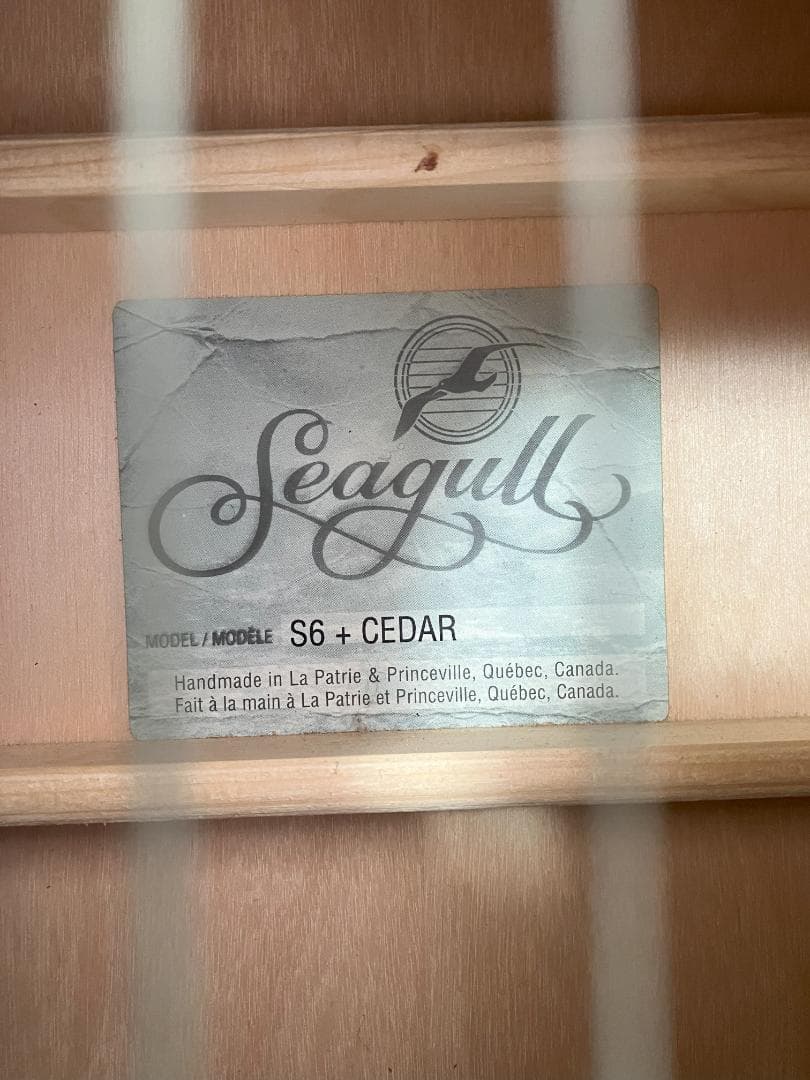 Seagull
MODEL / MODÈLE S6 + CEDAR
Handmade in La Patrie & Princeville, Québec, Canada.
Fait à la main à La Patrie et Princeville, Québec, Canada.